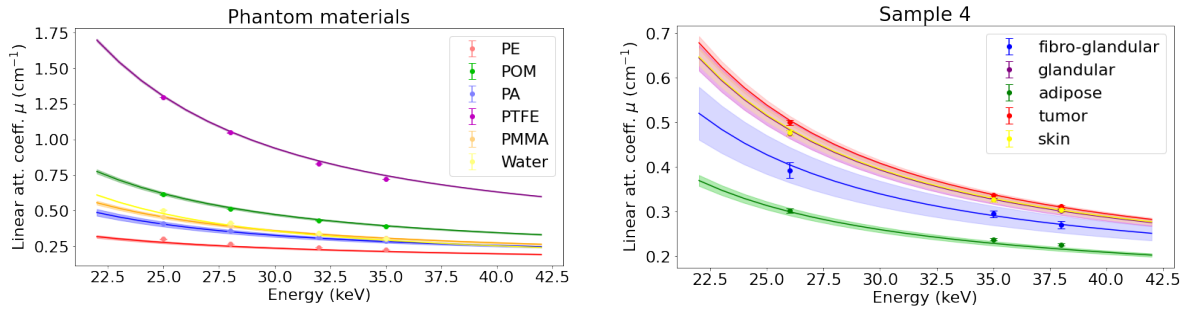 Phantom materials
Linear att. coeff. μ (cm⁻¹)
1.75
1.50
1.25
1.00
0.75
0.50
0.25
PE
POM
PA
PTFE
PMMA
Water
22.5 25.0 27.5 30.0 32.5 35.0 37.5 40.0 42.5
Energy (keV)
Sample 4
Linear att. coeff. μ (cm⁻¹)
0.7
0.6
0.5
0.4
0.3
0.2
fibro-glandular
glandular
adipose
tumor
skin
22.5 25.0 27.5 30.0 32.5 35.0 37.5 40.0 42.5
Energy (keV)